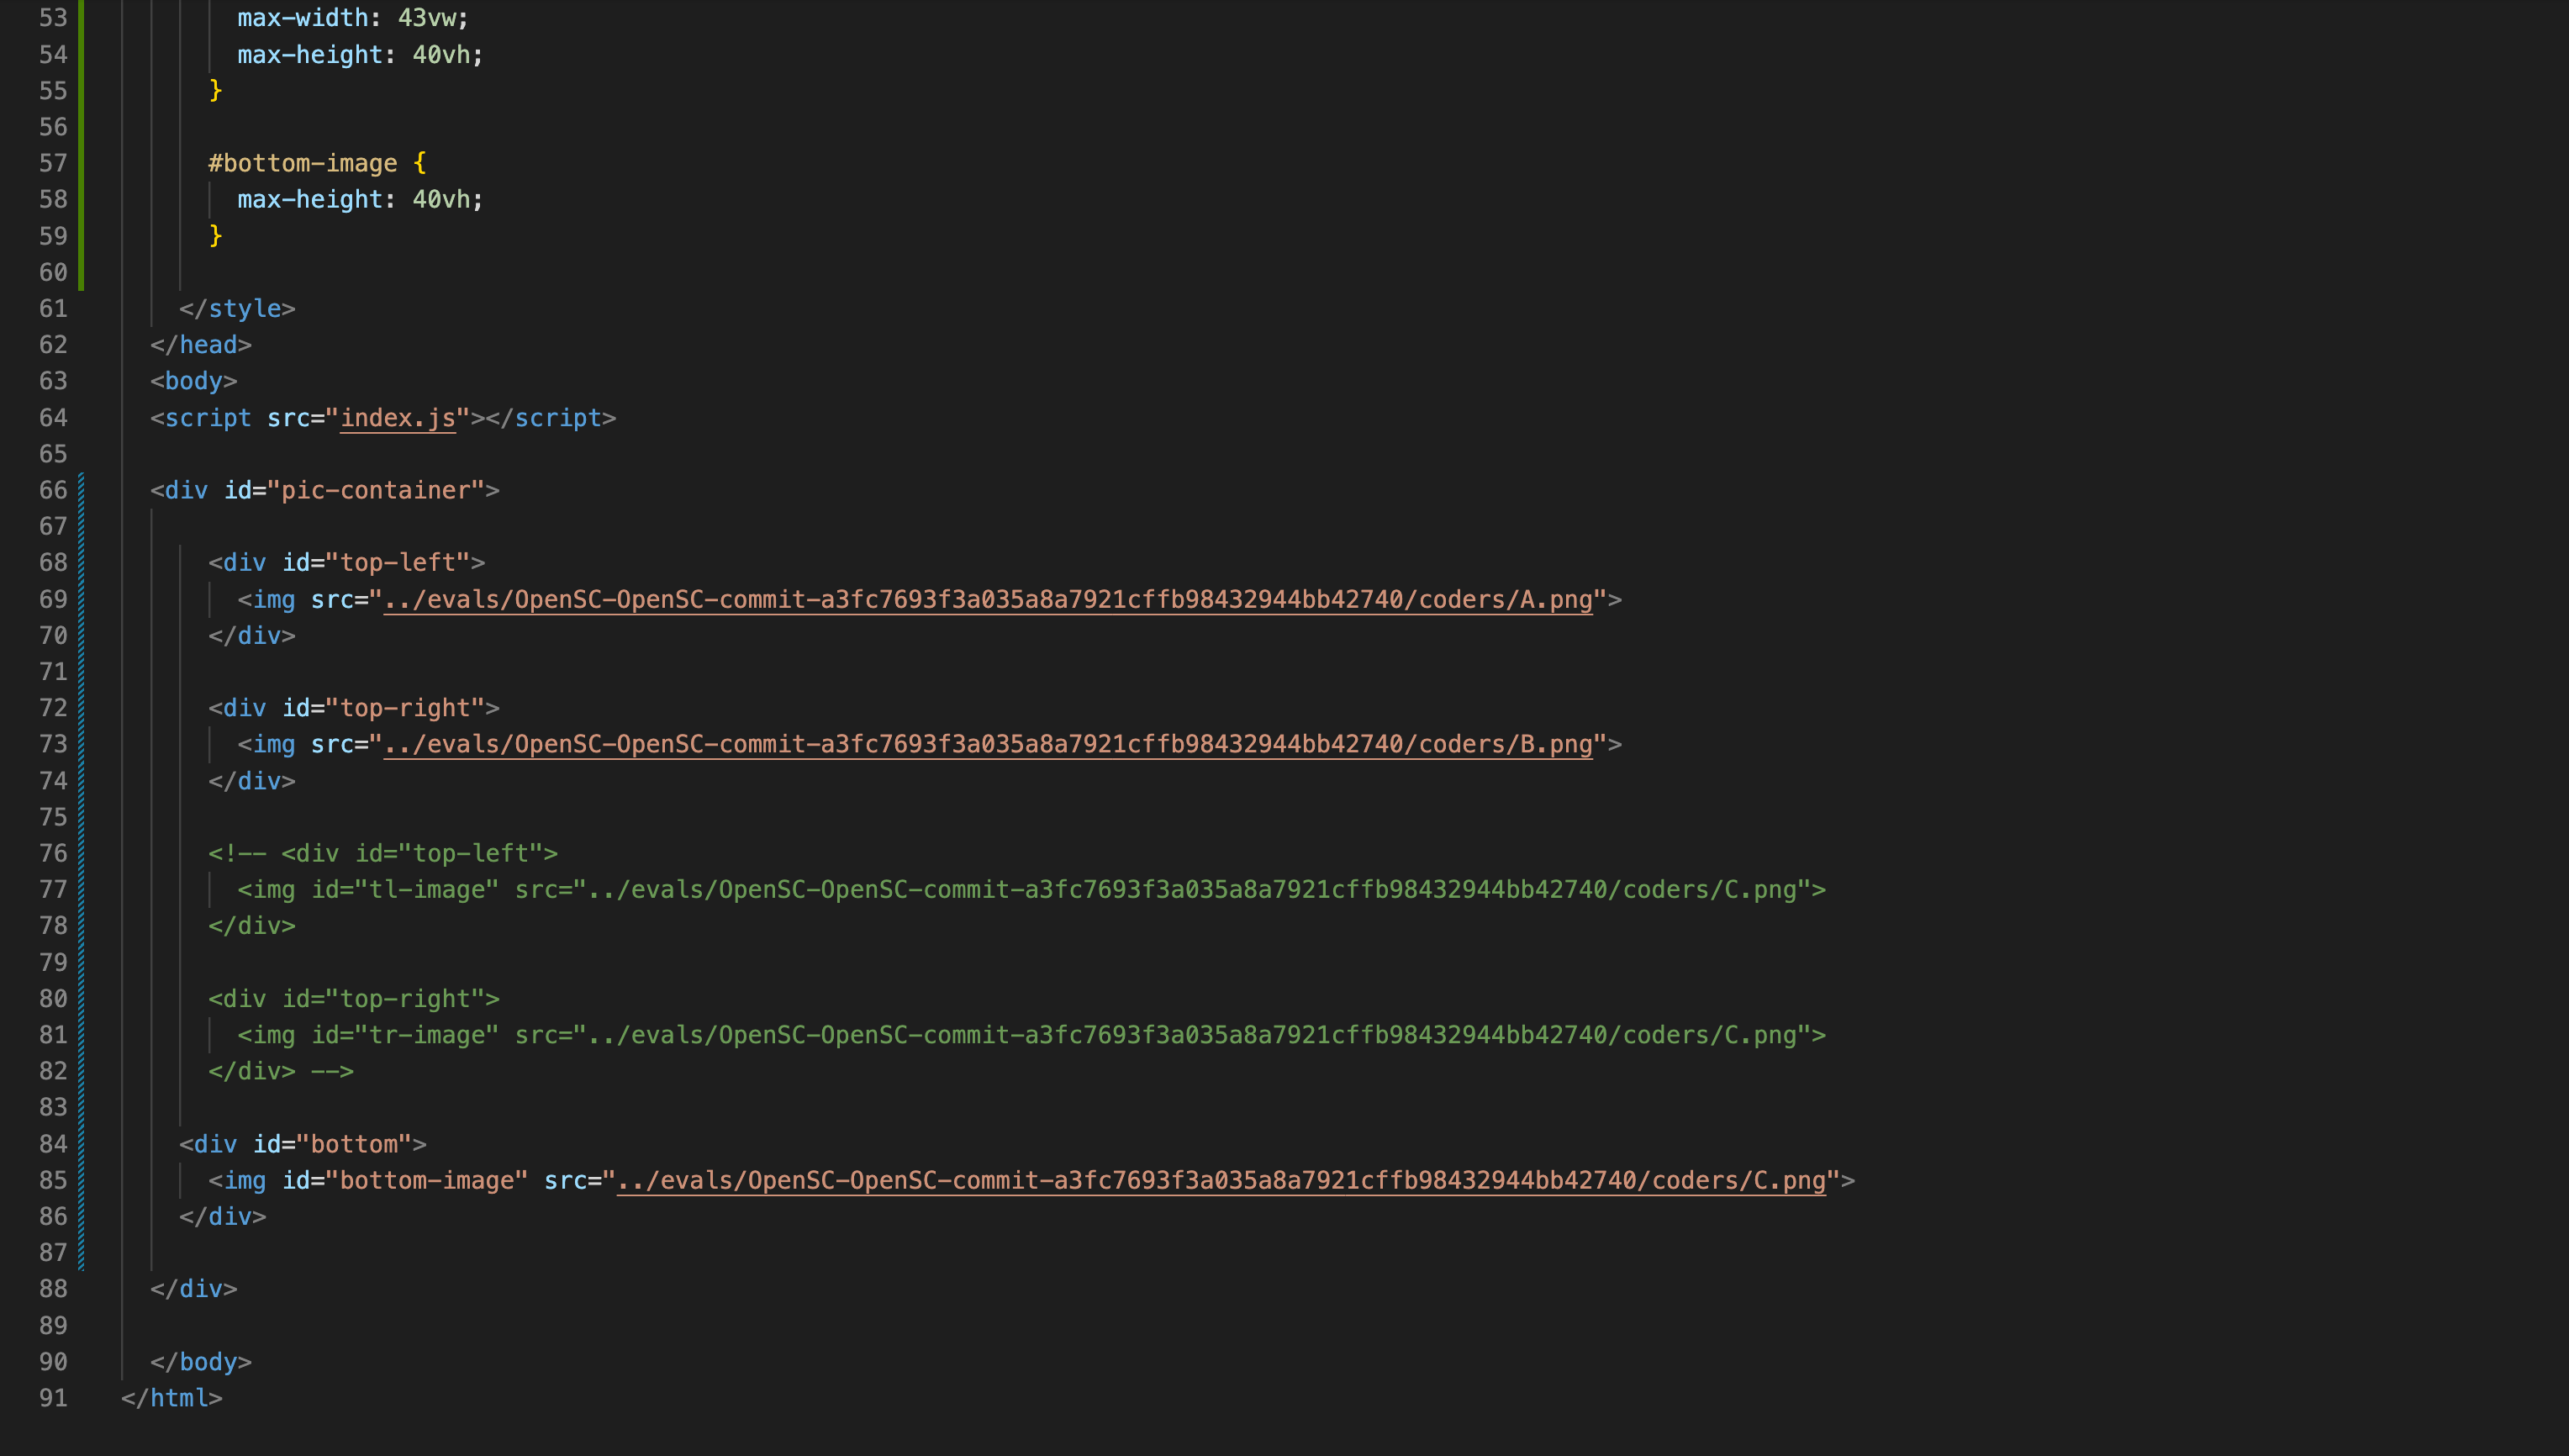 53 max-width: 43vw;
54 max-height: 40vh;
55 }
56
57 #bottom-image {
58 max-height: 40vh;
59 }
60
61 </style>
62 </head>
63 <body>
64 <script src="index.js"></script>
65
66 <div id="pic-container">
67
68 <div id="top-left">
69 <img src="../evals/OpenSC-OpenSC-commit-a3fc7693f3a035a8a7921cffb98432944bb42740/coders/A.png">
70 </div>
71
72 <div id="top-right">
73 <img src="../evals/OpenSC-OpenSC-commit-a3fc7693f3a035a8a7921cffb98432944bb42740/coders/B.png">
74 </div>
75
76 <!-- <div id="top-left">
77 <img id="tl-image" src="../evals/OpenSC-OpenSC-commit-a3fc7693f3a035a8a7921cffb98432944bb42740/coders/C.png">
78 </div>
79
80 <div id="top-right">
81 <img id="tr-image" src="../evals/OpenSC-OpenSC-commit-a3fc7693f3a035a8a7921cffb98432944bb42740/coders/C.png">
82 </div> -->
83
84 <div id="bottom">
85 <img id="bottom-image" src="../evals/OpenSC-OpenSC-commit-a3fc7693f3a035a8a7921cffb98432944bb42740/coders/C.png">
86 </div>
87
88 </div>
89
90 </body>
91 </html>